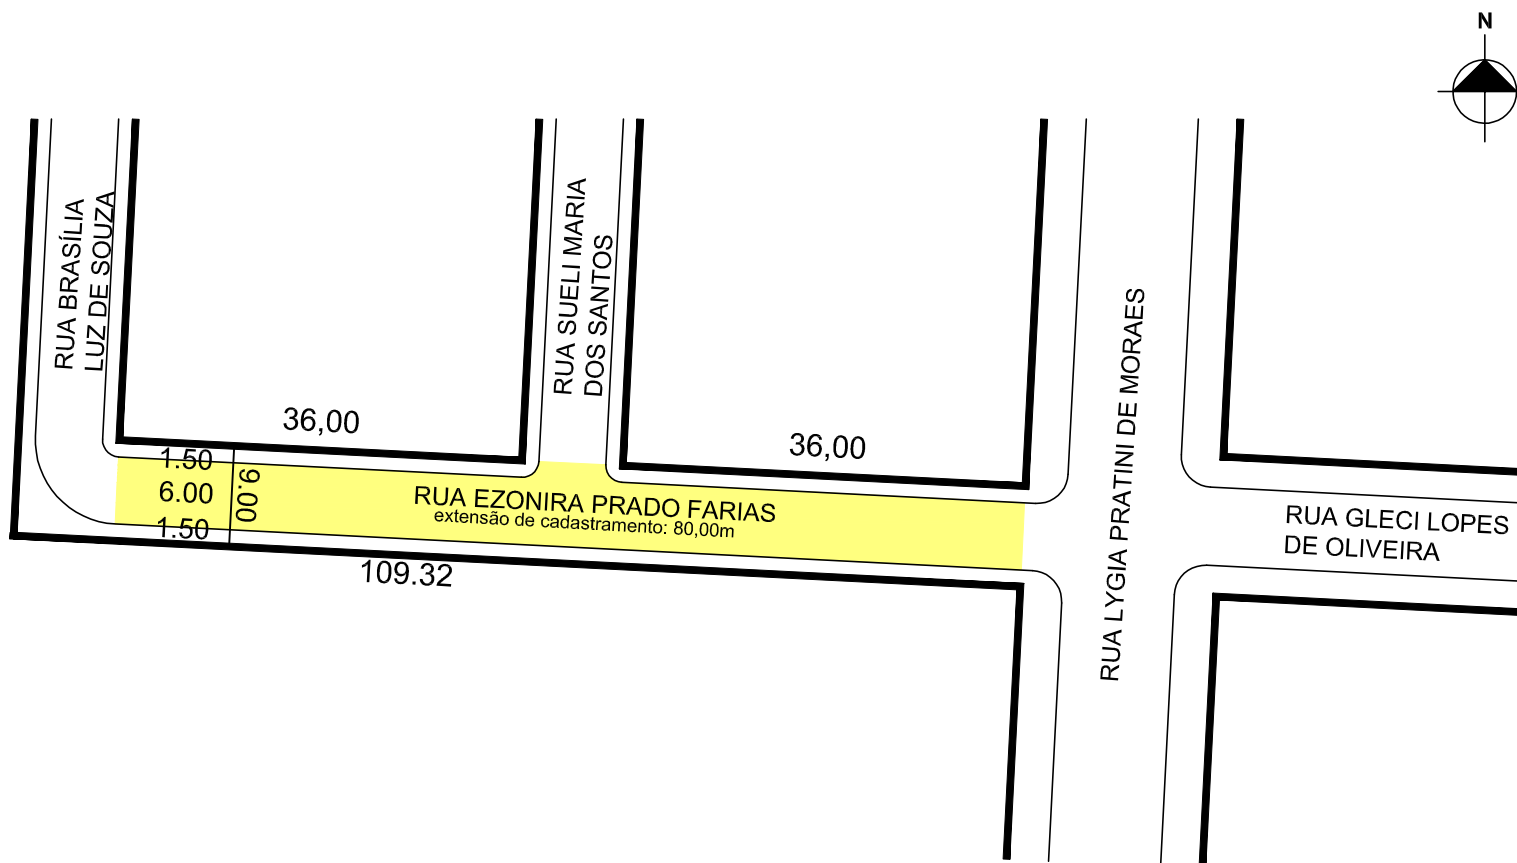 N
RUA BRASÍLIA
LUZ DE SOUZA
RUA SUELI MARIA
DOS SANTOS
RUA LYGIA PRATINI DE MORAES
36,00
36,00
1.50
6.00
1.50
9.00
RUA EZONIRA PRADO FARIAS
extensão de cadastramento: 80,00m
RUA GLECI LOPES
DE OLIVEIRA
109.32